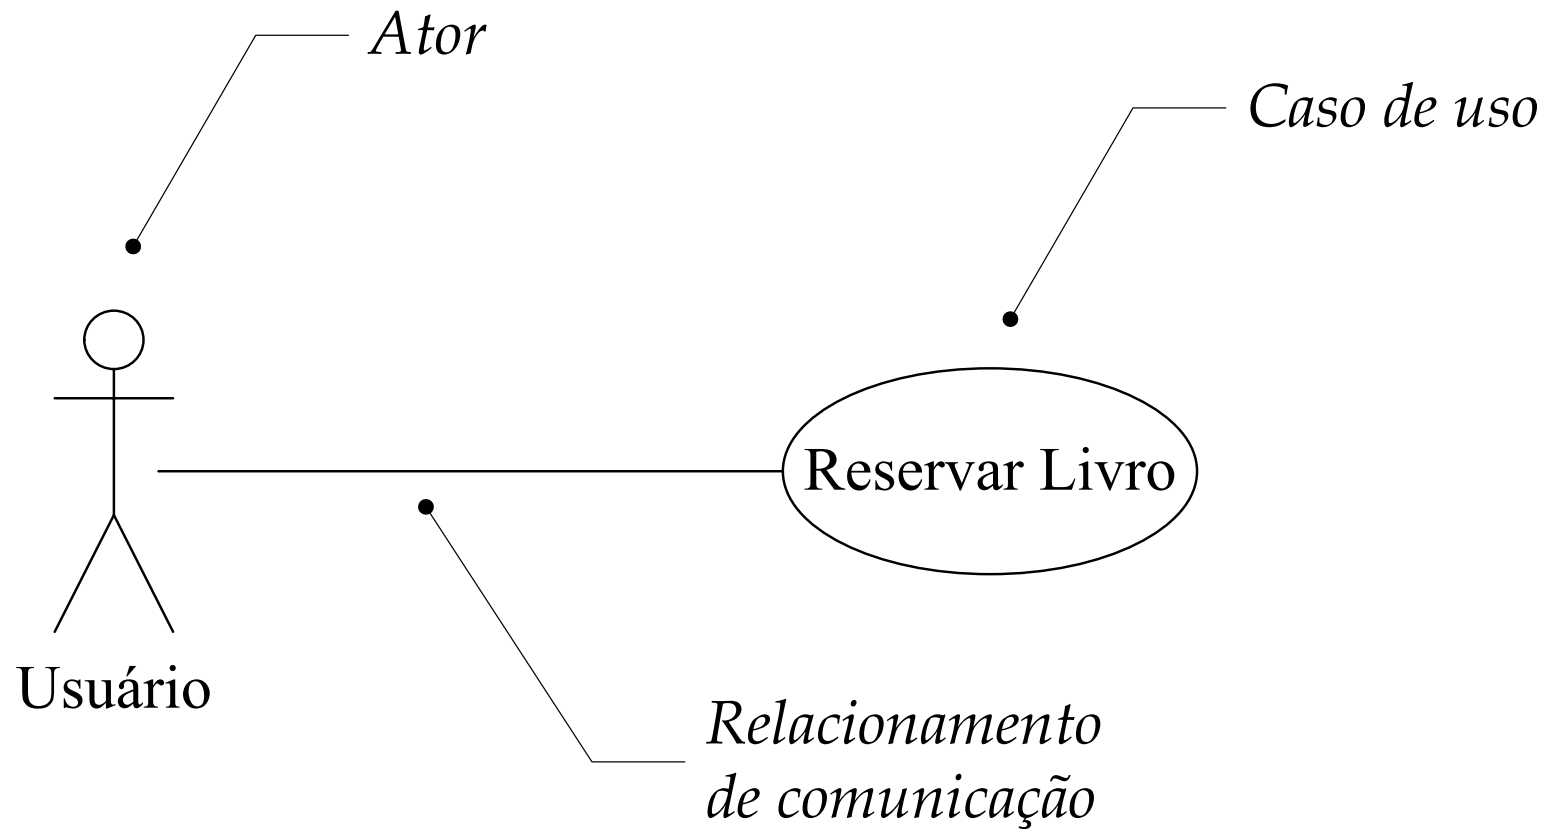 Ator
Caso de uso
Reservar Livro
Usuário
Relacionamento
de comunicação